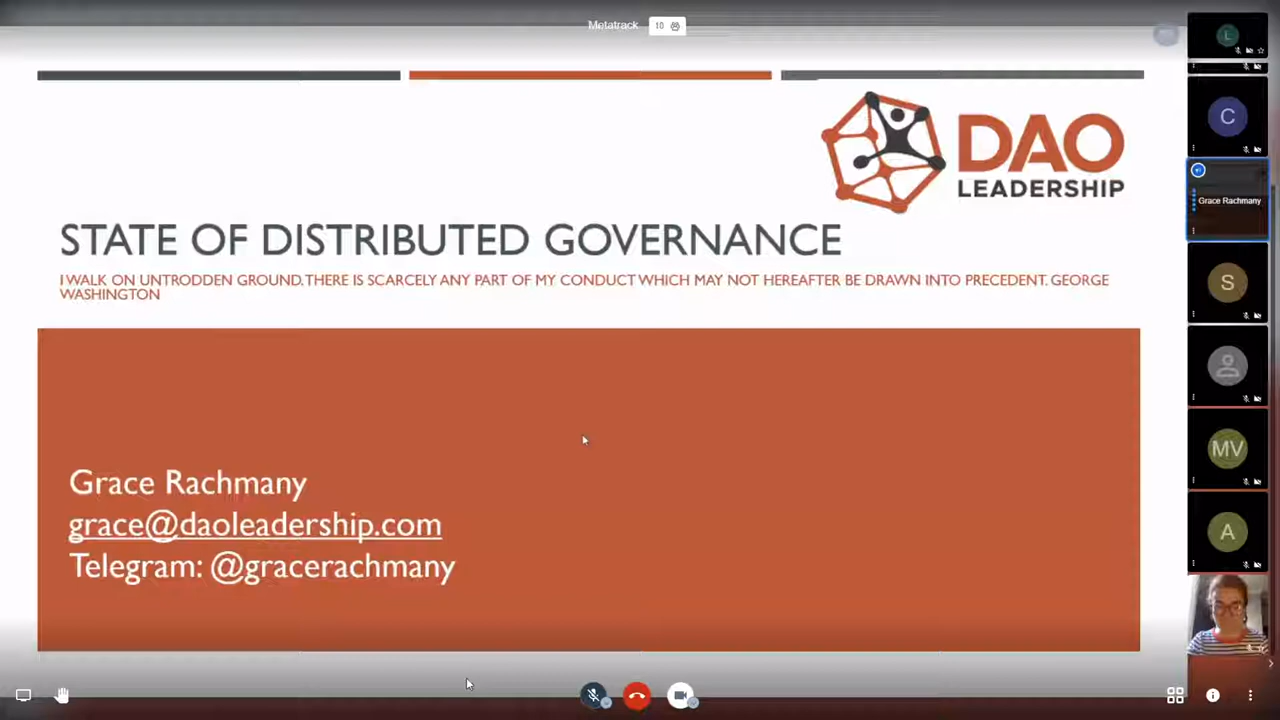 Metatrack 10
L
C
Grace Rachmany
S
MV
A
DAO
LEADERSHIP
STATE OF DISTRIBUTED GOVERNANCE
I WALK ON UNTRODDEN GROUND. THERE IS SCARCELY ANY PART OF MY CONDUCT WHICH MAY NOT HEREAFTER BE DRAWN INTO PRECEDENT. GEORGE
WASHINGTON
Grace Rachmany
grace@daoleadership.com
Telegram: @gracerachmany